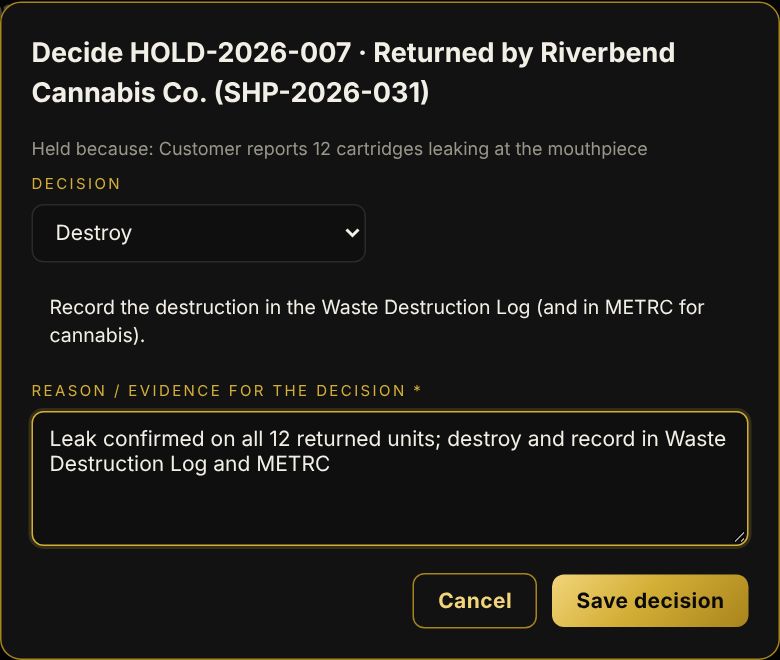 Decide HOLD-2026-007 · Returned by Riverbend
Cannabis Co. (SHP-2026-031)
Held because: Customer reports 12 cartridges leaking at the mouthpiece
DECISION
Destroy
Record the destruction in the Waste Destruction Log (and in METRC for
cannabis).
REASON / EVIDENCE FOR THE DECISION *
Leak confirmed on all 12 returned units; destroy and record in Waste
Destruction Log and METRC
Cancel
Save decision